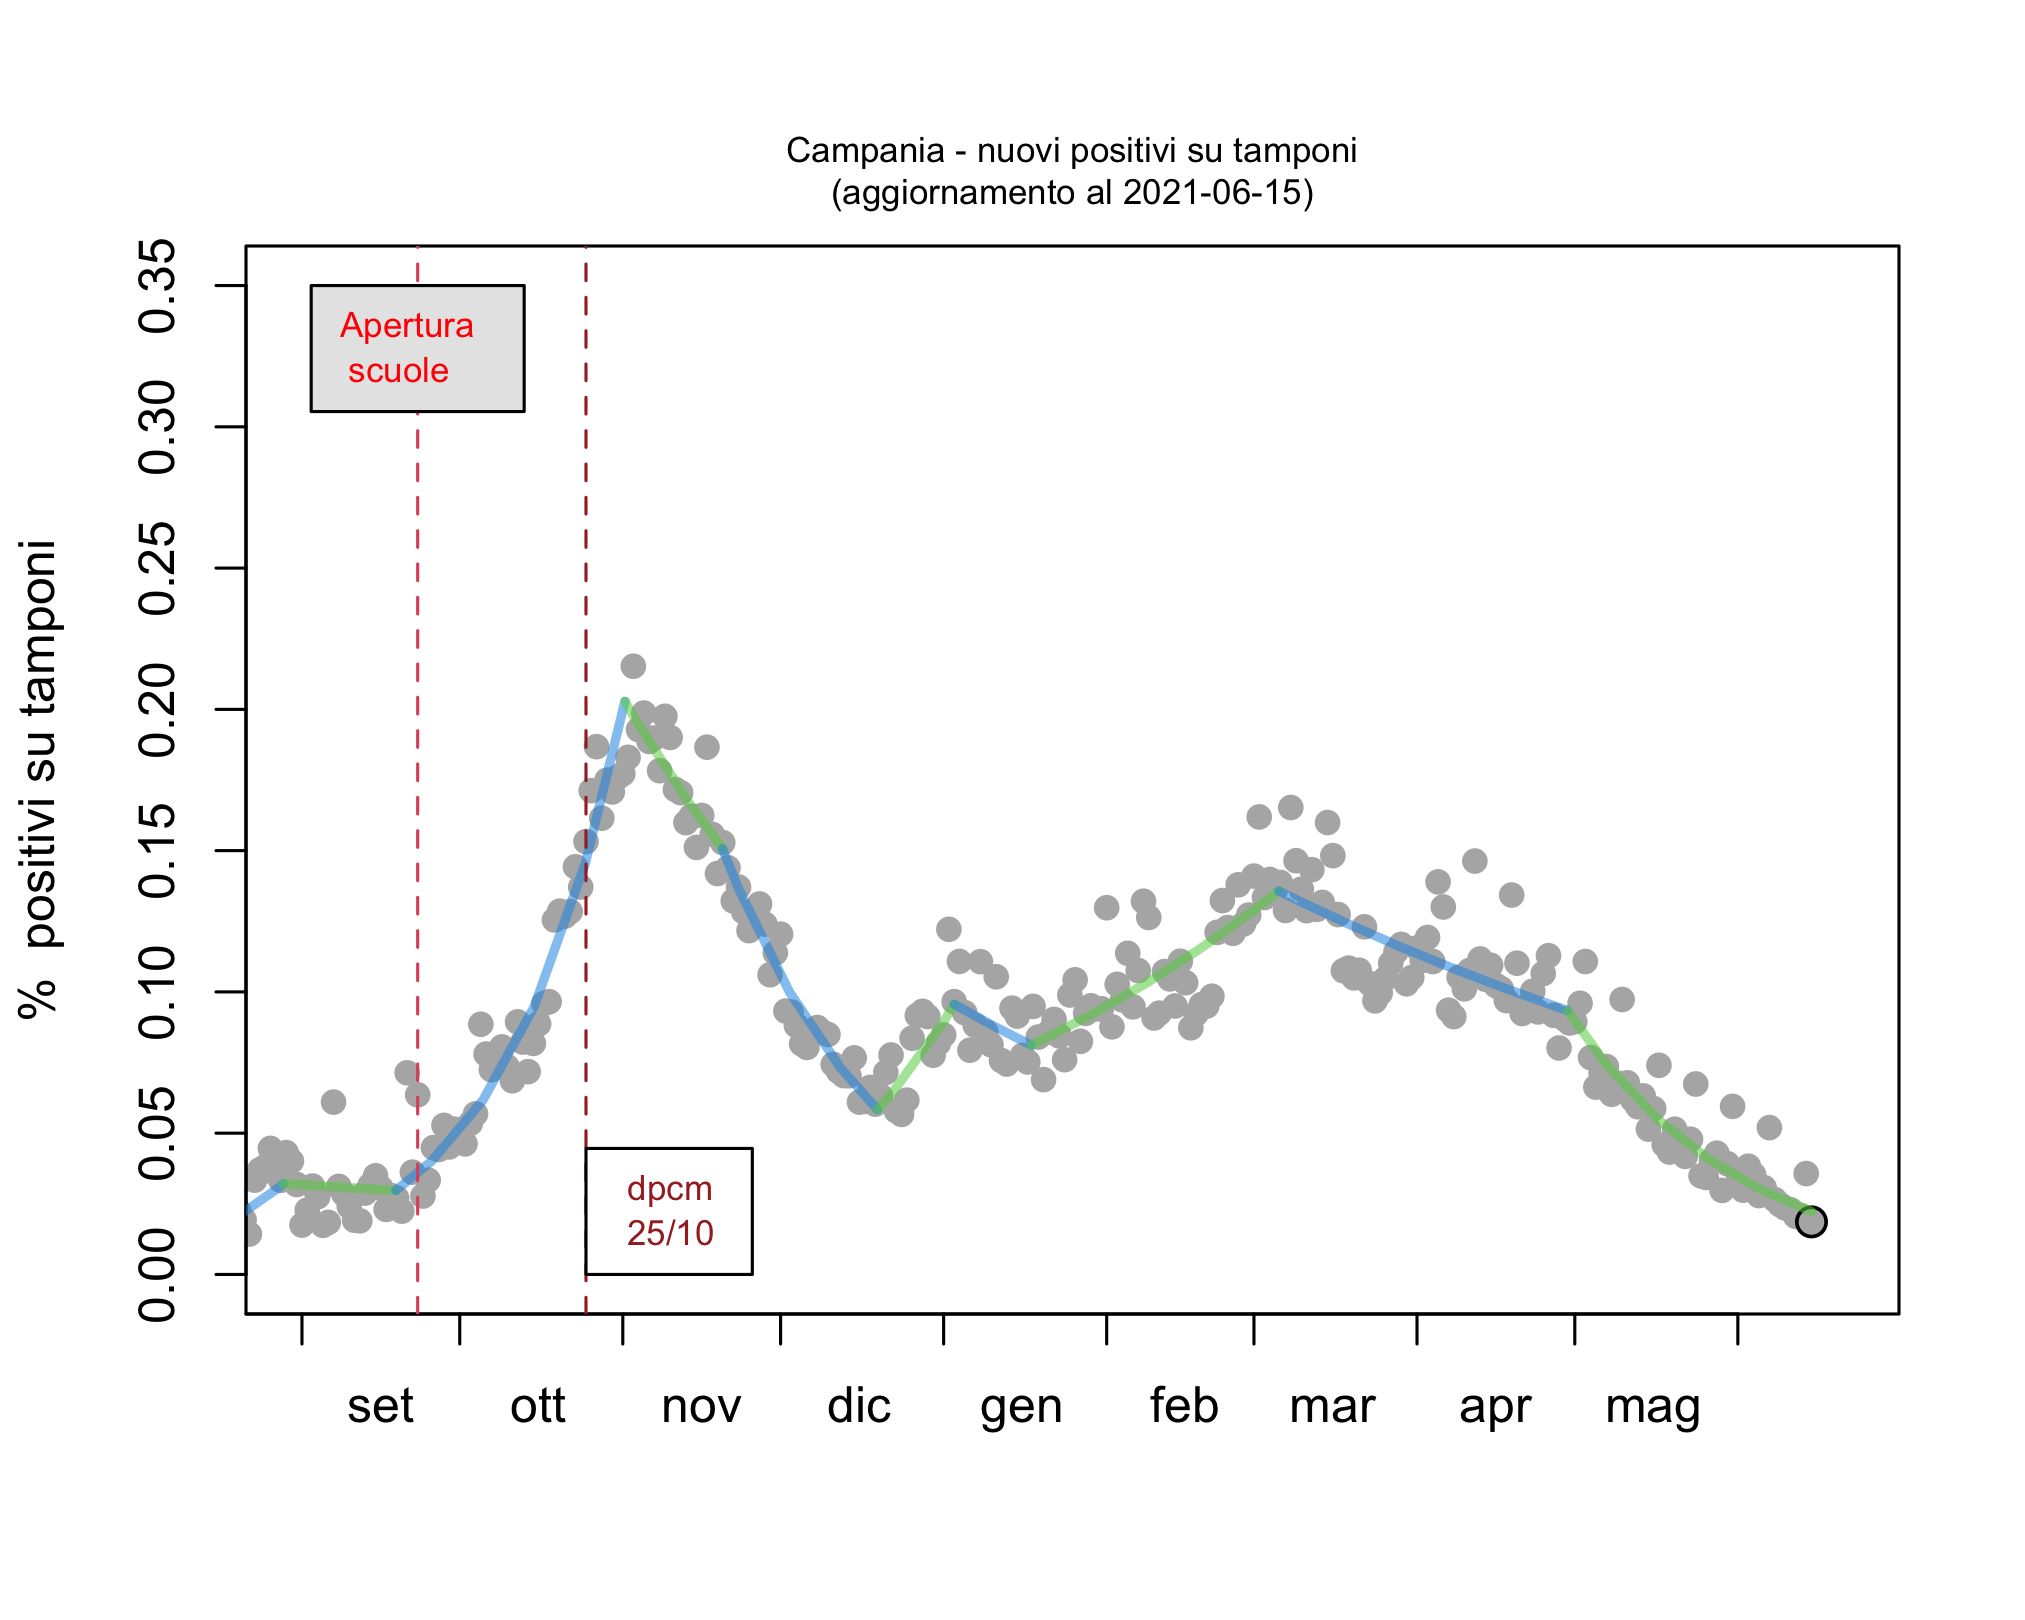 Campania - nuovi positivi su tamponi
(aggiornamento al 2021-06-15)
% positivi su tamponi
0.35
0.30
0.25
0.20
0.15
0.10
0.05
0.00
Apertura
scuole
dpcm
25/10
set ott nov dic gen feb mar apr mag